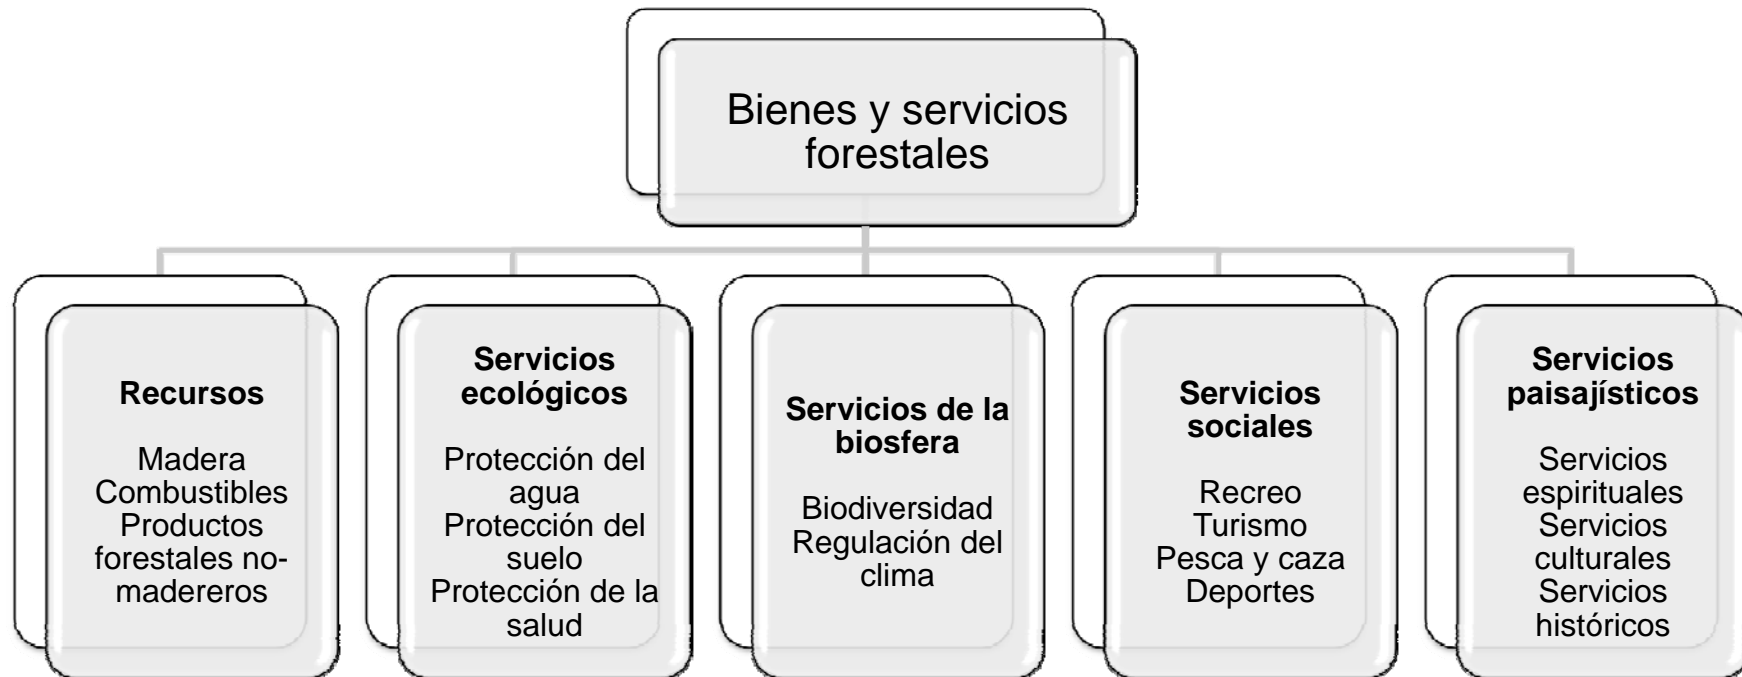 Bienes y servicios
forestales
Recursos
Madera
Combustibles
Productos
forestales no-
madereros
Servicios
ecológicos
Protección del
agua
Protección del
suelo
Protección de la
salud
Servicios de la
biosfera
Biodiversidad
Regulación del
clima
Servicios
sociales
Recreo
Turismo
Pesca y caza
Deportes
Servicios
paisajísticos
Servicios
espirituales
Servicios
culturales
Servicios
históricos